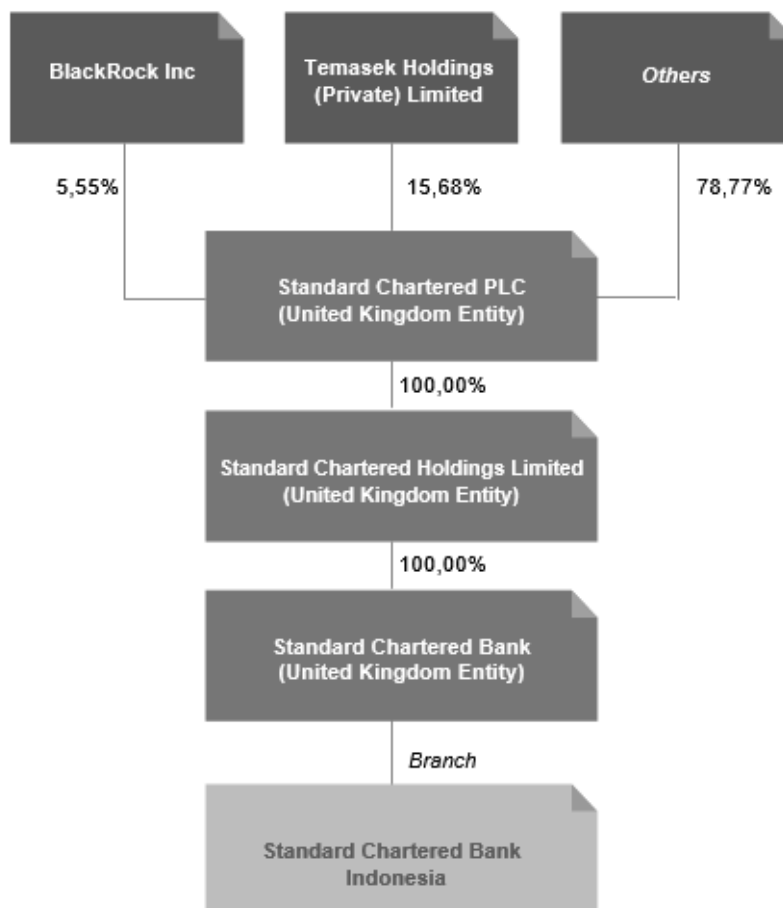 BlackRock Inc
Temasek Holdings
(Private) Limited
Others
5,55%
15,68%
78,77%
Standard Chartered PLC
(United Kingdom Entity)
100,00%
Standard Chartered Holdings Limited
(United Kingdom Entity)
100,00%
Standard Chartered Bank
(United Kingdom Entity)
Branch
Standard Chartered Bank
Indonesia